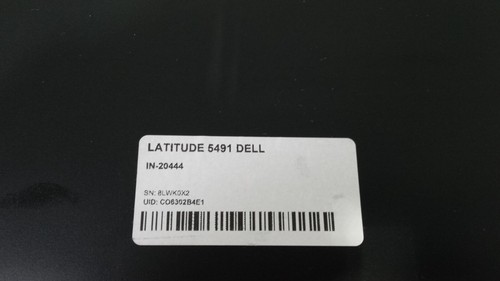 LATITUDE 5491 DELL
IN-20444
SN: 8LWK0X2
UID: CO6302B4E1